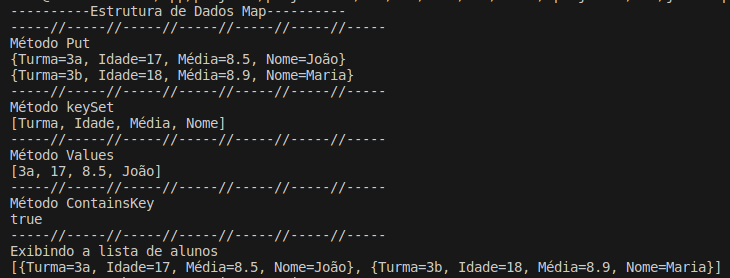 ----------Estrutura de Dados Map----------
-----//-----//-----//-----//-----//-----
Método Put
{Turma=3a, Idade=17, Média=8.5, Nome=João}
{Turma=3b, Idade=18, Média=8.9, Nome=Maria}
-----//-----//-----//-----//-----//-----
Método keySet
[Turma, Idade, Média, Nome]
-----//-----//-----//-----//-----//-----
Método Values
[3a, 17, 8.5, João]
-----//-----//-----//-----//-----//-----
Método ContainsKey
true
-----//-----//-----//-----//-----//-----
Exibindo a lista de alunos
[{Turma=3a, Idade=17, Média=8.5, Nome=João}, {Turma=3b, Idade=18, Média=8.9, Nome=Maria}]